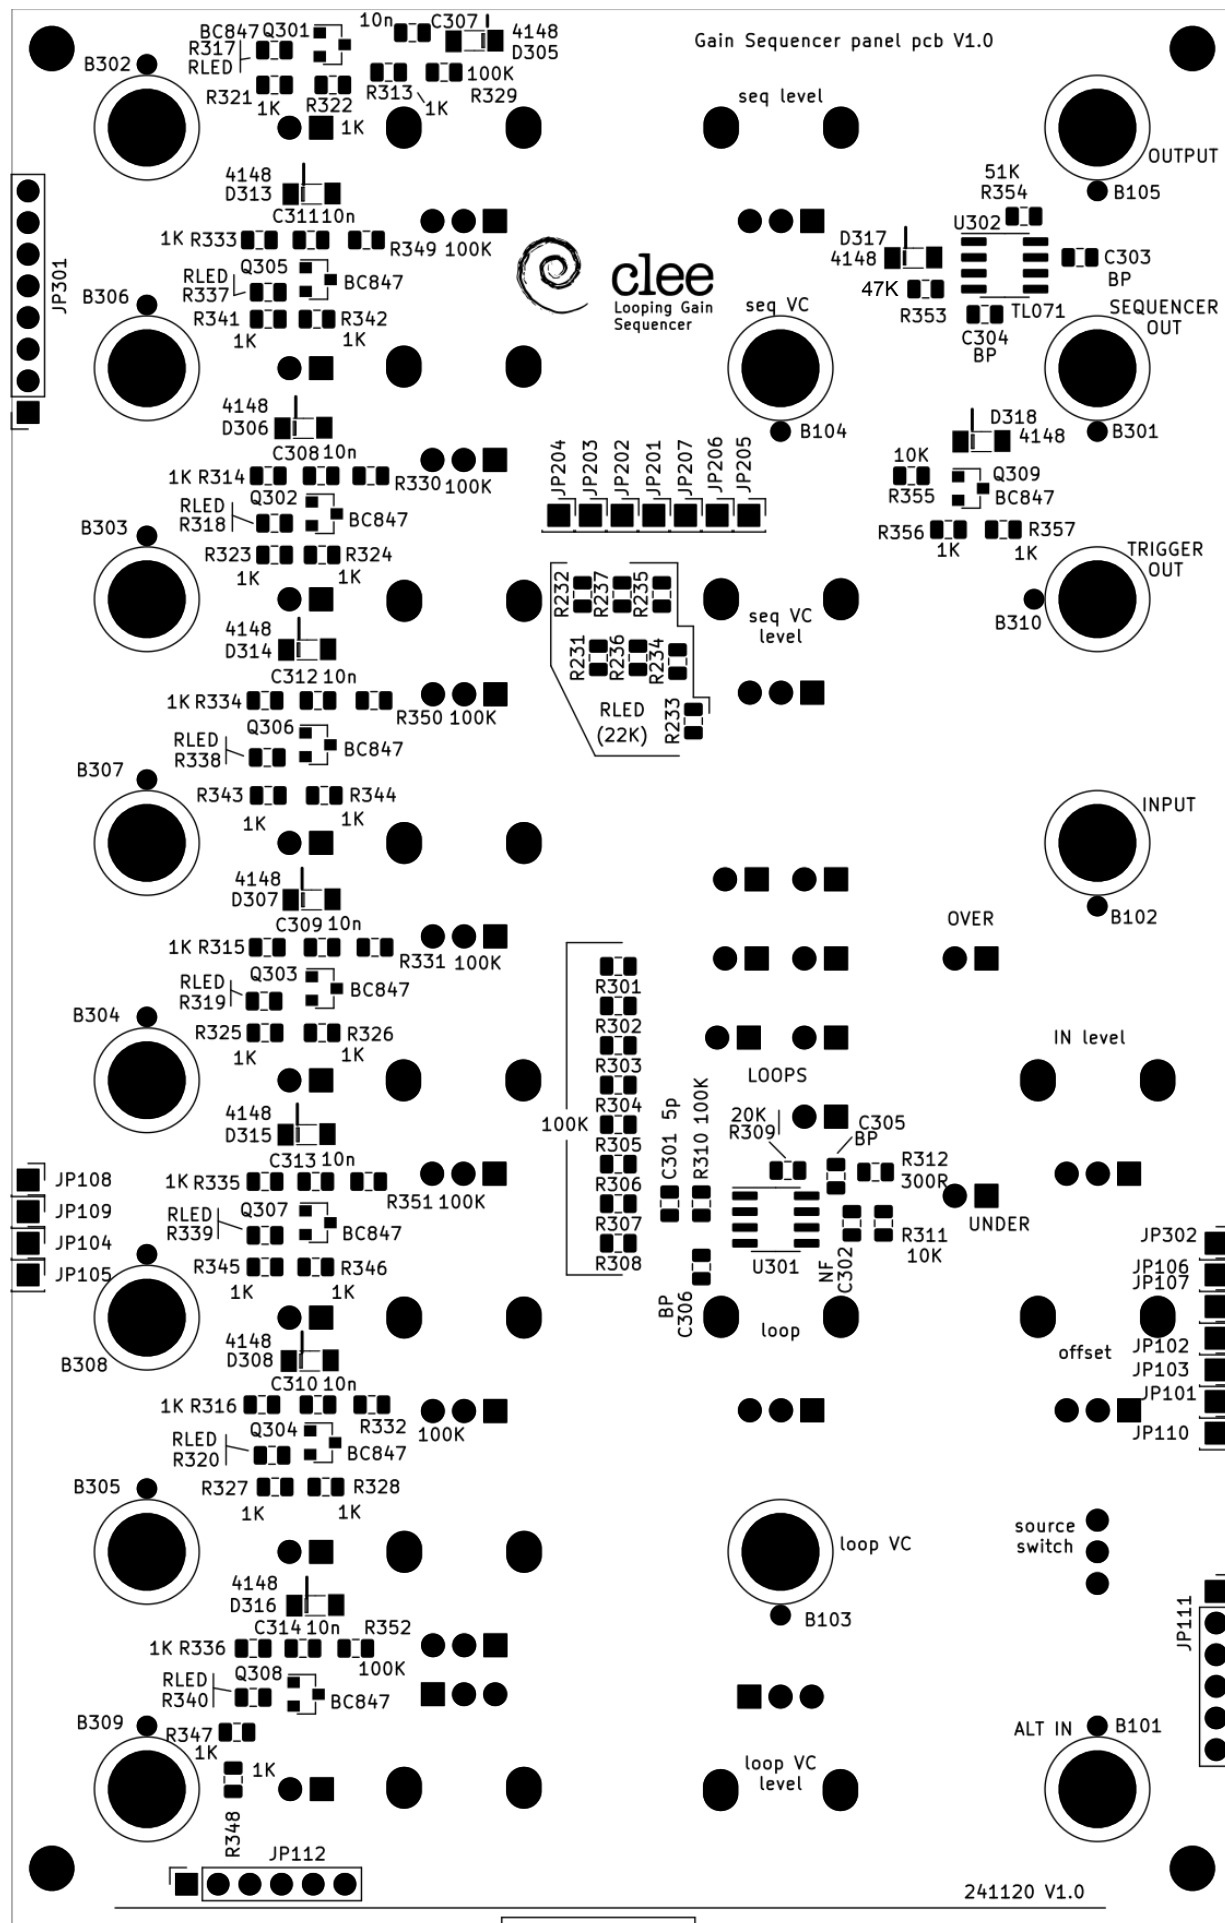 Gain Sequencer panel pcb V1.0
BC847 Q301
R317
RLED
10n
C307
4148
D305
B302
R321
1K
R322
1K
R313
1K
100K
R329
seq level
OUTPUT
B105
4148
D313
C311 10n
1K R333
R349 100K
51K
R354
U302
D317
4148
C303
BP
47K
R353
TL071
C304
BP
JP301
Q305
RLED
R337
BC847
clee
Looping Gain
Sequencer
B306
R341
1K
R342
1K
seq VC
SEQUENCER
OUT
4148
D306
C308 10n
B104
D318
4148
B301
1K R314
R330 100K
JP204
JP203
JP202
JP201
JP207
JP206
JP205
10K
R355
Q309
BC847
Q302
RLED
R318
BC847
B303
R323
1K
R324
1K
R356
1K
R357
1K
TRIGGER
OUT
R232
R237
R235
B310
4148
D314
seq VC
level
R231
R236
R234
C312 10n
1K R334
R350 100K
RLED
(22K)
R233
Q306
RLED
R338
BC847
B307
R343
1K
R344
1K
INPUT
4148
D307
C309 10n
OVER
B102
1K R315
R331 100K
Q303
RLED
R319
BC847
R301
R302
R303
R304
R305
R306
R307
R308
100K
B304
R325
1K
R326
1K
IN level
LOOPS
4148
D315
C313 10n
C301 5p
R310 100K
20K
R309
C305
BP
R312
300R
JP108
JP109
JP104
JP105
1K R335
R351 100K
Q307
RLED
R339
BC847
UNDER
R311
10K
U301
NF
C302
BP
C306
R345
1K
R346
1K
JP302
JP106
JP107
JP102
JP103
JP101
JP110
B308
4148
D308
loop
offset
C310 10n
1K R316
R332
100K
Q304
RLED
R320
BC847
B305
R327
1K
R328
1K
loop VC
source
switch
4148
D316
C314 10n
R352
B103
1K R336
100K
JP111
Q308
RLED
R340
BC847
B309
R347
1K
ALT IN
B101
1K
R348
loop VC
level
JP112
241120 V1.0